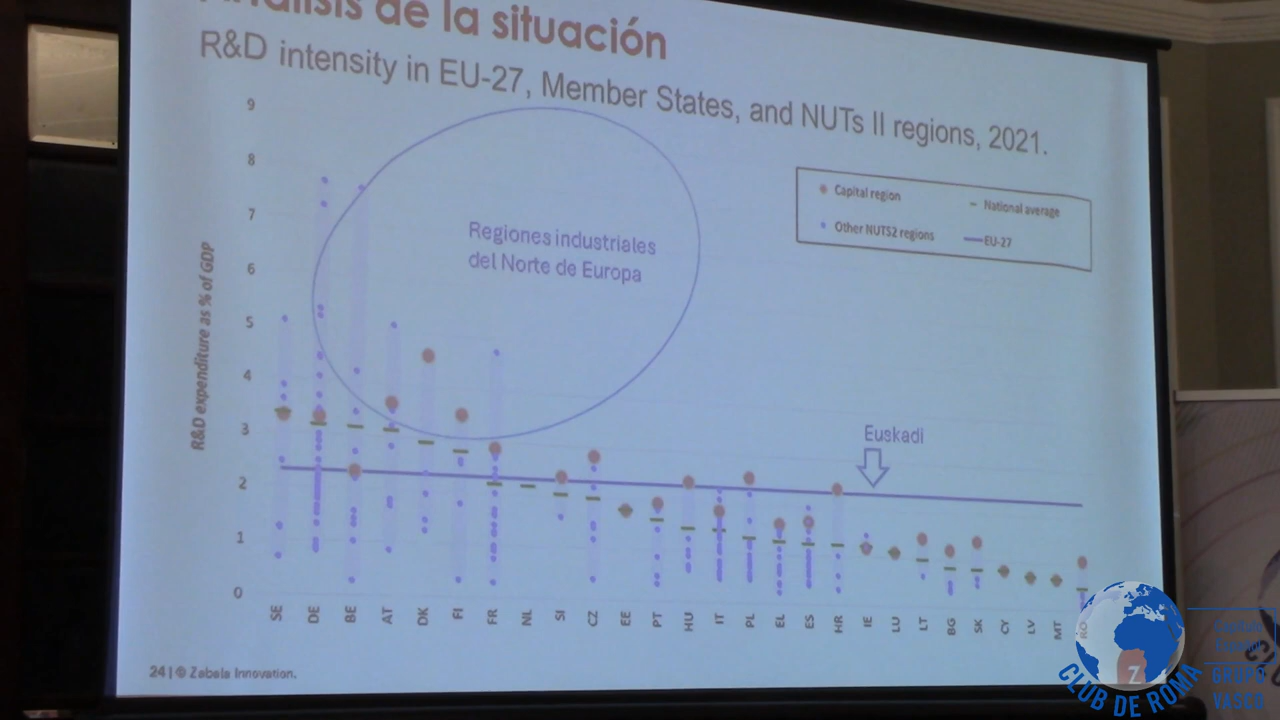 de la situación
R&D intensity in EU-27, Member States, and NUTs II regions, 2021.
9
8
7
6
5
4
3
2
1
0
R&D expenditure as % of GDP
Regiones industriales
del Norte de Europa
Capital region
National average
Other NUTS2 regions
EU-27
Euskadi
SE DE BE AT DK FI FR NL SI CZ EE PT HU IT PL EL ES HR IE LU LT BG SK CY LV MT RO
24 | © Zabala Innovation.
Z
CLUB DE ROMA
Capítulo
Español
GRUPO
VASCO